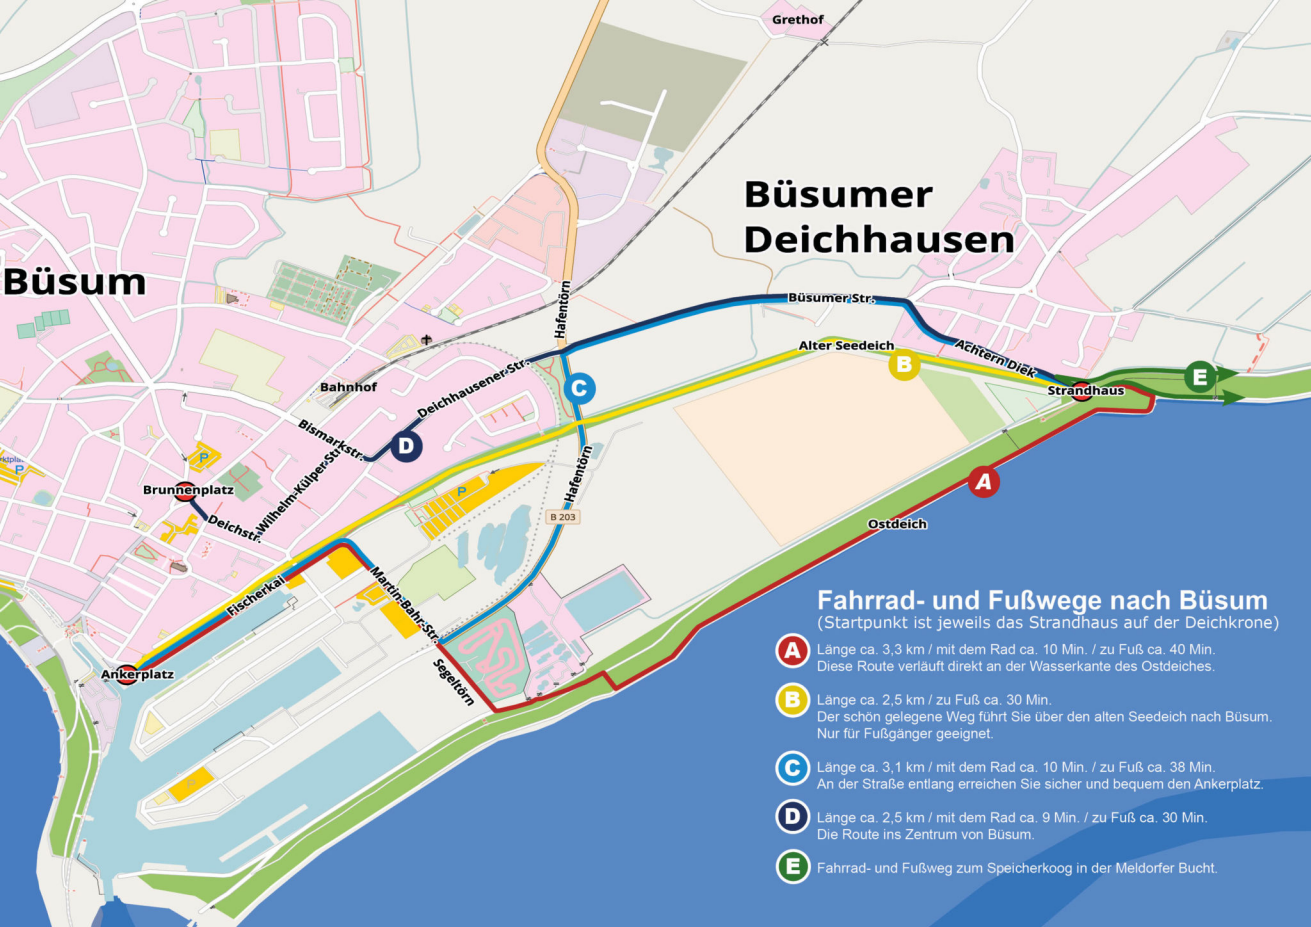 Grethof
Büsumer
Deichhausen
Büsum
Hafentörn
Büsumer Str.
Alter Seedeich
B
Achtern Diek
Strandhaus
E
Bahnhof
Deichhausener Str.
C
Bismarkstr.
D
Wilhelm-Külper-Str.
P
P
Brunnenplatz
Deichstr.
P
Hafentörn
B 203
A
Ostdeich
Fischerkai
Martin-Bahr-Str.
Segeltörn
Ankerplatz
P
Fahrrad- und Fußwege nach Büsum
(Startpunkt ist jeweils das Strandhaus auf der Deichkrone)
A
Länge ca. 3,3 km / mit dem Rad ca. 10 Min. / zu Fuß ca. 40 Min.
Diese Route verläuft direkt an der Wasserkante des Ostdeiches.
B
Länge ca. 2,5 km / zu Fuß ca. 30 Min.
Der schön gelegene Weg führt Sie über den alten Seedeich nach Büsum.
Nur für Fußgänger geeignet.
C
Länge ca. 3,1 km / mit dem Rad ca. 10 Min. / zu Fuß ca. 38 Min.
An der Straße entlang erreichen Sie sicher und bequem den Ankerplatz.
D
Länge ca. 2,5 km / mit dem Rad ca. 9 Min. / zu Fuß ca. 30 Min.
Die Route ins Zentrum von Büsum.
E
Fahrrad- und Fußweg zum Speicherkoog in der Meldorfer Bucht.